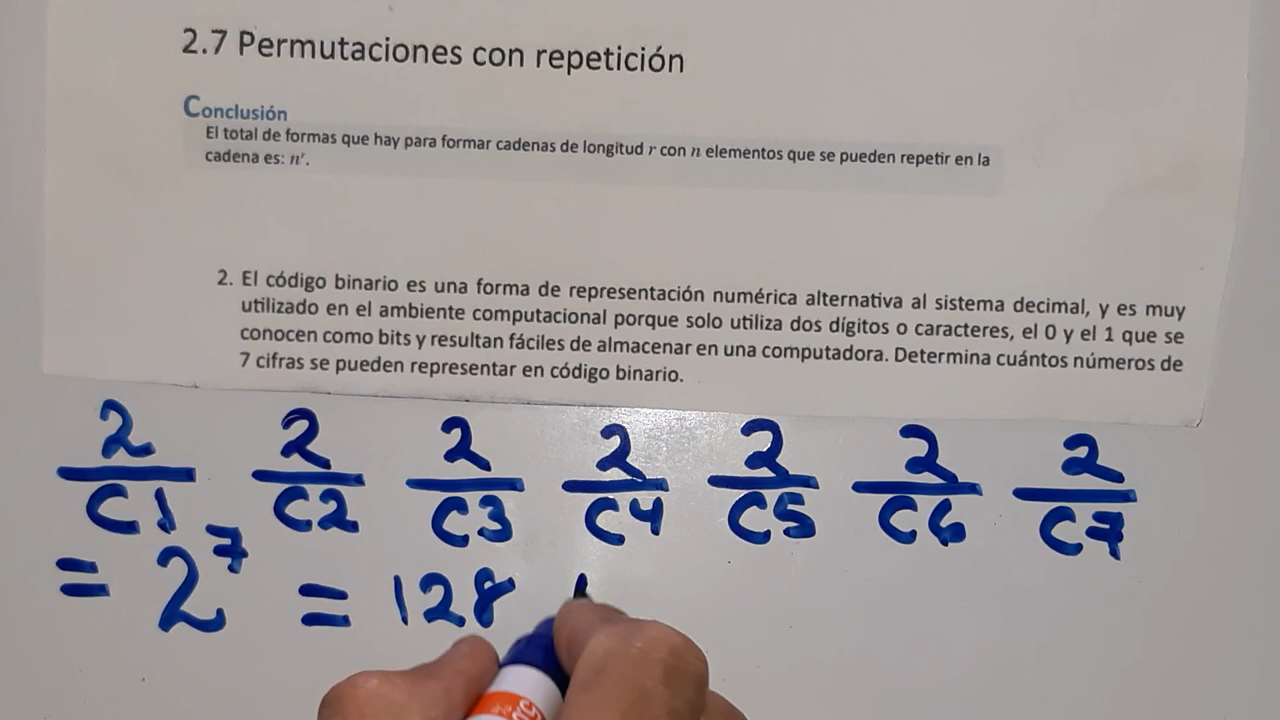 2.7 Permutaciones con repetición
Conclusión
El total de formas que hay para formar cadenas de longitud r con n elementos que se pueden repetir en la
cadena es: nʳ.
2. El código binario es una forma de representación numérica alternativa al sistema decimal, y es muy
utilizado en el ambiente computacional porque solo utiliza dos dígitos o caracteres, el 0 y el 1 que se
conocen como bits y resultan fáciles de almacenar en una computadora. Determina cuántos números de
7 cifras se pueden representar en código binario.
2 2 2 2 2 2 2
C1 C2 C3 C4 C5 C6 C7
= 2⁷ = 128